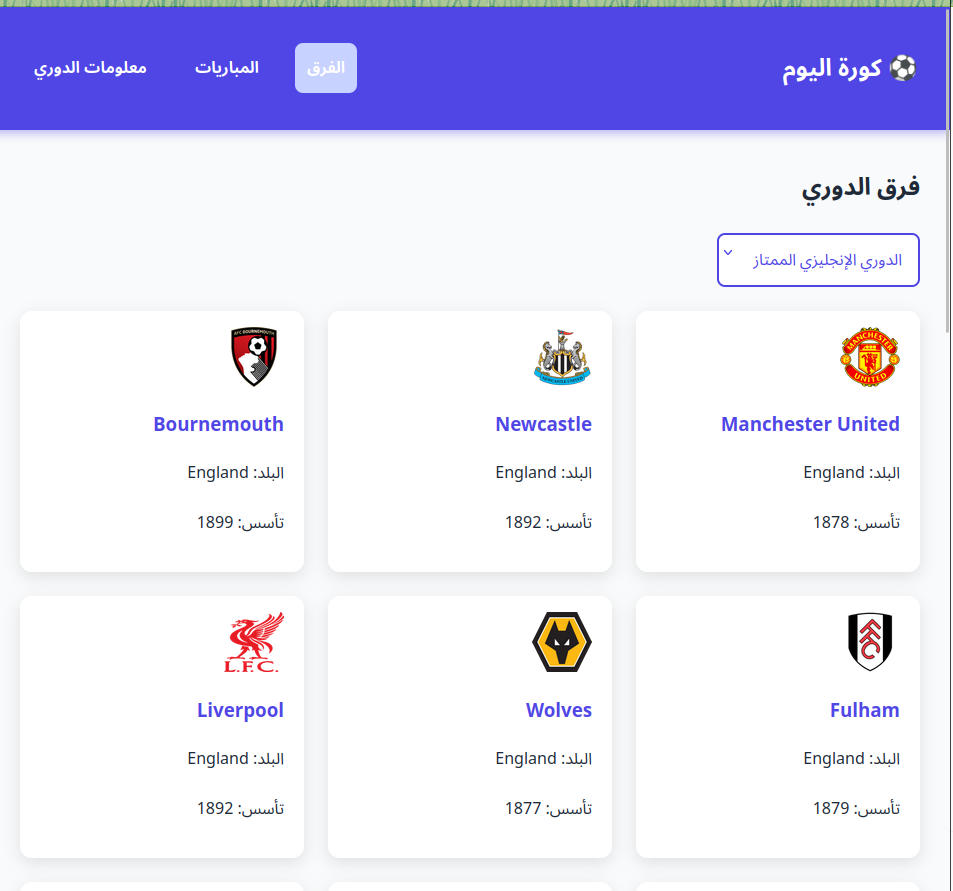 ⚽ كورة اليوم
الفرق
المباريات
معلومات الدوري
فرق الدوري
الدوري الإنجليزي الممتاز
MANCHESTER
UNITED
Manchester United
البلد: England
تأسس: 1878
NEWCASTLE UNITED
Newcastle
البلد: England
تأسس: 1892
AFC BOURNEMOUTH
Bournemouth
البلد: England
تأسس: 1899
FFC
Fulham
البلد: England
تأسس: 1879
Wolves
البلد: England
تأسس: 1877
L.F.C.
Liverpool
البلد: England
تأسس: 1892